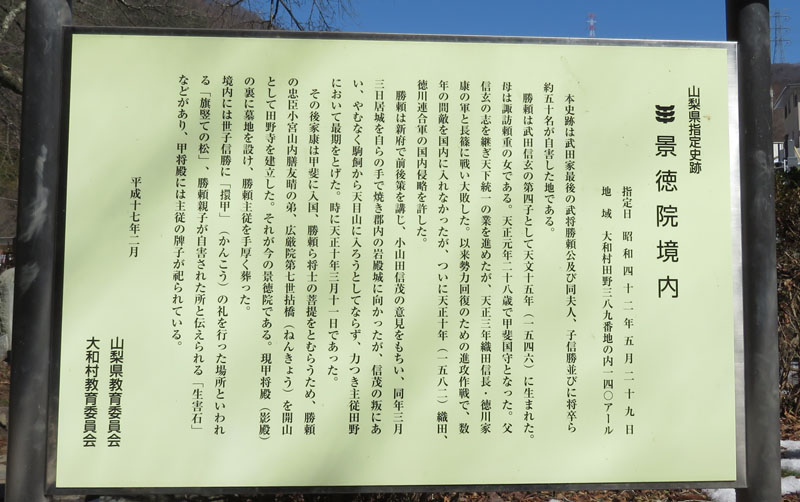 山梨県指定史跡
景徳院境内
指定日 昭和四十二年五月二十九日
地域 大和村田野三八九番地の内一四〇アール
本史跡は武田家最後の武将勝頼公及び同夫人、子信勝並びに将卒ら
約五十名が自害した地である。
勝頼は武田信玄の第四子として天文十五年（一五四六）に生まれた。
母は諏訪頼重の女である。天正元年二十八歳で甲斐国守となった。父
信玄の志を継ぎ天下統一の業を進めたが、天正三年織田信長・徳川家
康の軍と長篠に戦い大敗した。以来勢力回復のための進攻作戦で、数
年の間敵を国内に入れなかったが、ついに天正十年（一五八二）織田、
徳川連合軍の国内侵略を許した。
勝頼は新府で前後策を講し、小山田信茂の意見をもちい、同年三月
三日居城を自らの手で焼き郡内の岩殿城に向かったが、信茂の叛にあ
い、やむなく駒飼から天目山に入ろうとしてならず、力つき主従田野
において最期をとげた。時に天正十年三月十一日であった。
その後家康は甲斐に入国、勝頼ら将士の菩提をとむらうため、勝頼
の忠臣小宮山内膳友晴の弟、広厳院第七世拈橋（ねんきょう）を開山
として田野寺を建立した。それが今の景徳院である。現甲将殿（影殿）
の裏に墓地を設け、勝頼主従を手厚く葬った。
境内には世子信勝に「環甲」（かんこう）の礼を行った場所といわれ
る「旗竪ての松」、勝頼親子が自害された所と伝えられる「生害石」
などがあり、甲将殿には主従の牌子が祀られている。
平成十七年二月
山梨県教育委員会
大和村教育委員会